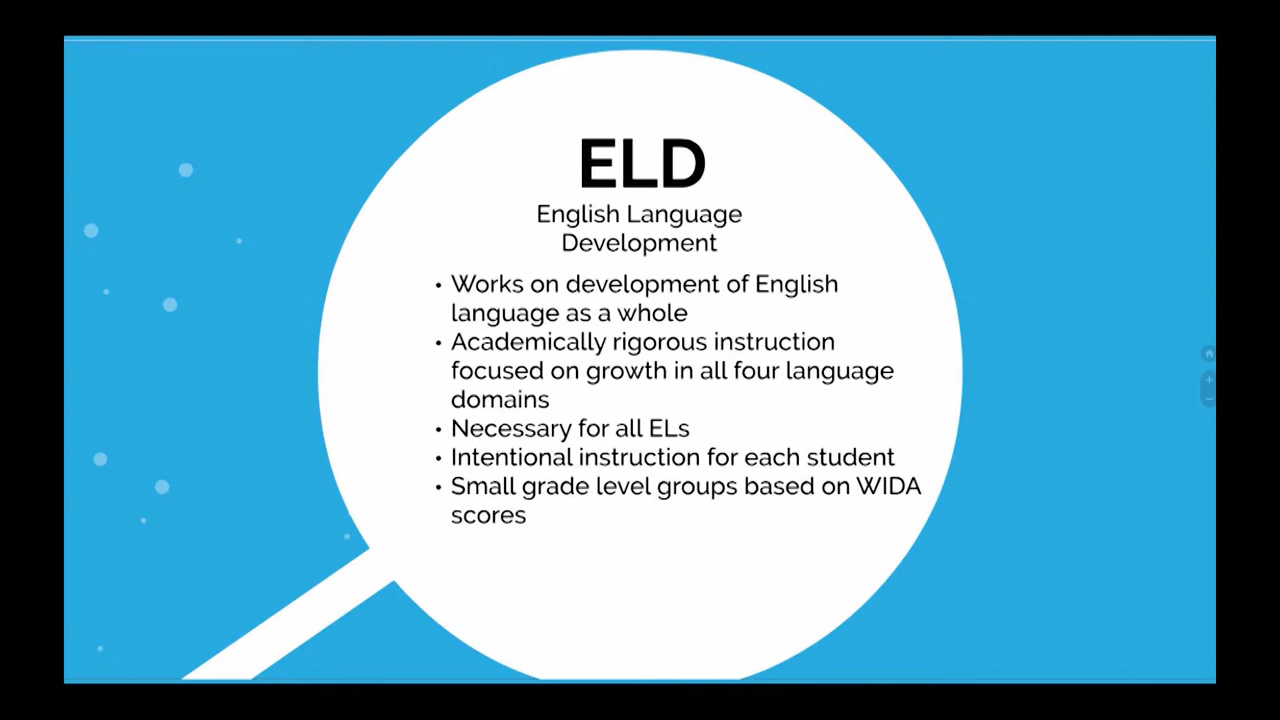 ELD
English Language
Development
• Works on development of English
language as a whole
• Academically rigorous instruction
focused on growth in all four language
domains
• Necessary for all ELs
• Intentional instruction for each student
• Small grade level groups based on WIDA
scores